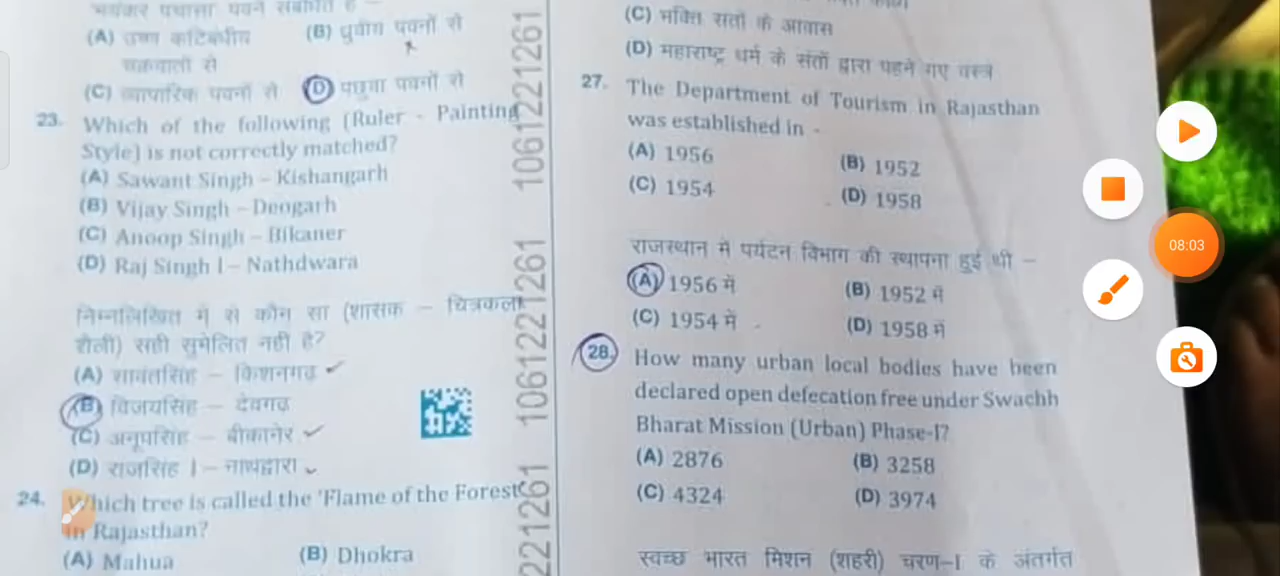 भयंकर पचासा पवनें संबंधित हैं –
(A) उष्ण कटिबंधीय
चक्रवातों से
(B) ध्रुवीय पवनों से
(C) व्यापारिक पवनों से
(D) पछुवा पवनों से
23. Which of the following (Ruler - Painting
Style) is not correctly matched?
(A) Sawant Singh – Kishangarh
(B) Vijay Singh – Deogarh
(C) Anoop Singh – Bikaner
(D) Raj Singh I – Nathdwara
निम्नलिखित में से कौन सा (शासक – चित्रकला
शैली) सही सुमेलित नहीं है?
(A) सावंतसिंह – किशनगढ़
(B) विजयसिंह – देवगढ़
(C) अनूपसिंह – बीकानेर
(D) राजसिंह I – नाथद्वारा
24. Which tree is called the 'Flame of the Forest'
in Rajasthan?
(A) Mahua
(B) Dhokra
1061221261 1061221261 1061221261
(C) भक्ति संतों के आवास
(D) महाराष्ट्र धर्म के संतों द्वारा पहने गए वस्त्र
27. The Department of Tourism in Rajasthan
was established in -
(A) 1956
(B) 1952
(C) 1954
(D) 1958
राजस्थान में पर्यटन विभाग की स्थापना हुई थी –
(A) 1956 में
(B) 1952 में
(C) 1954 में
(D) 1958 में
28. How many urban local bodies have been
declared open defecation free under Swachh
Bharat Mission (Urban) Phase-I?
(A) 2876
(B) 3258
(C) 4324
(D) 3974
स्वच्छ भारत मिशन (शहरी) चरण–I के अंतर्गत
08:03